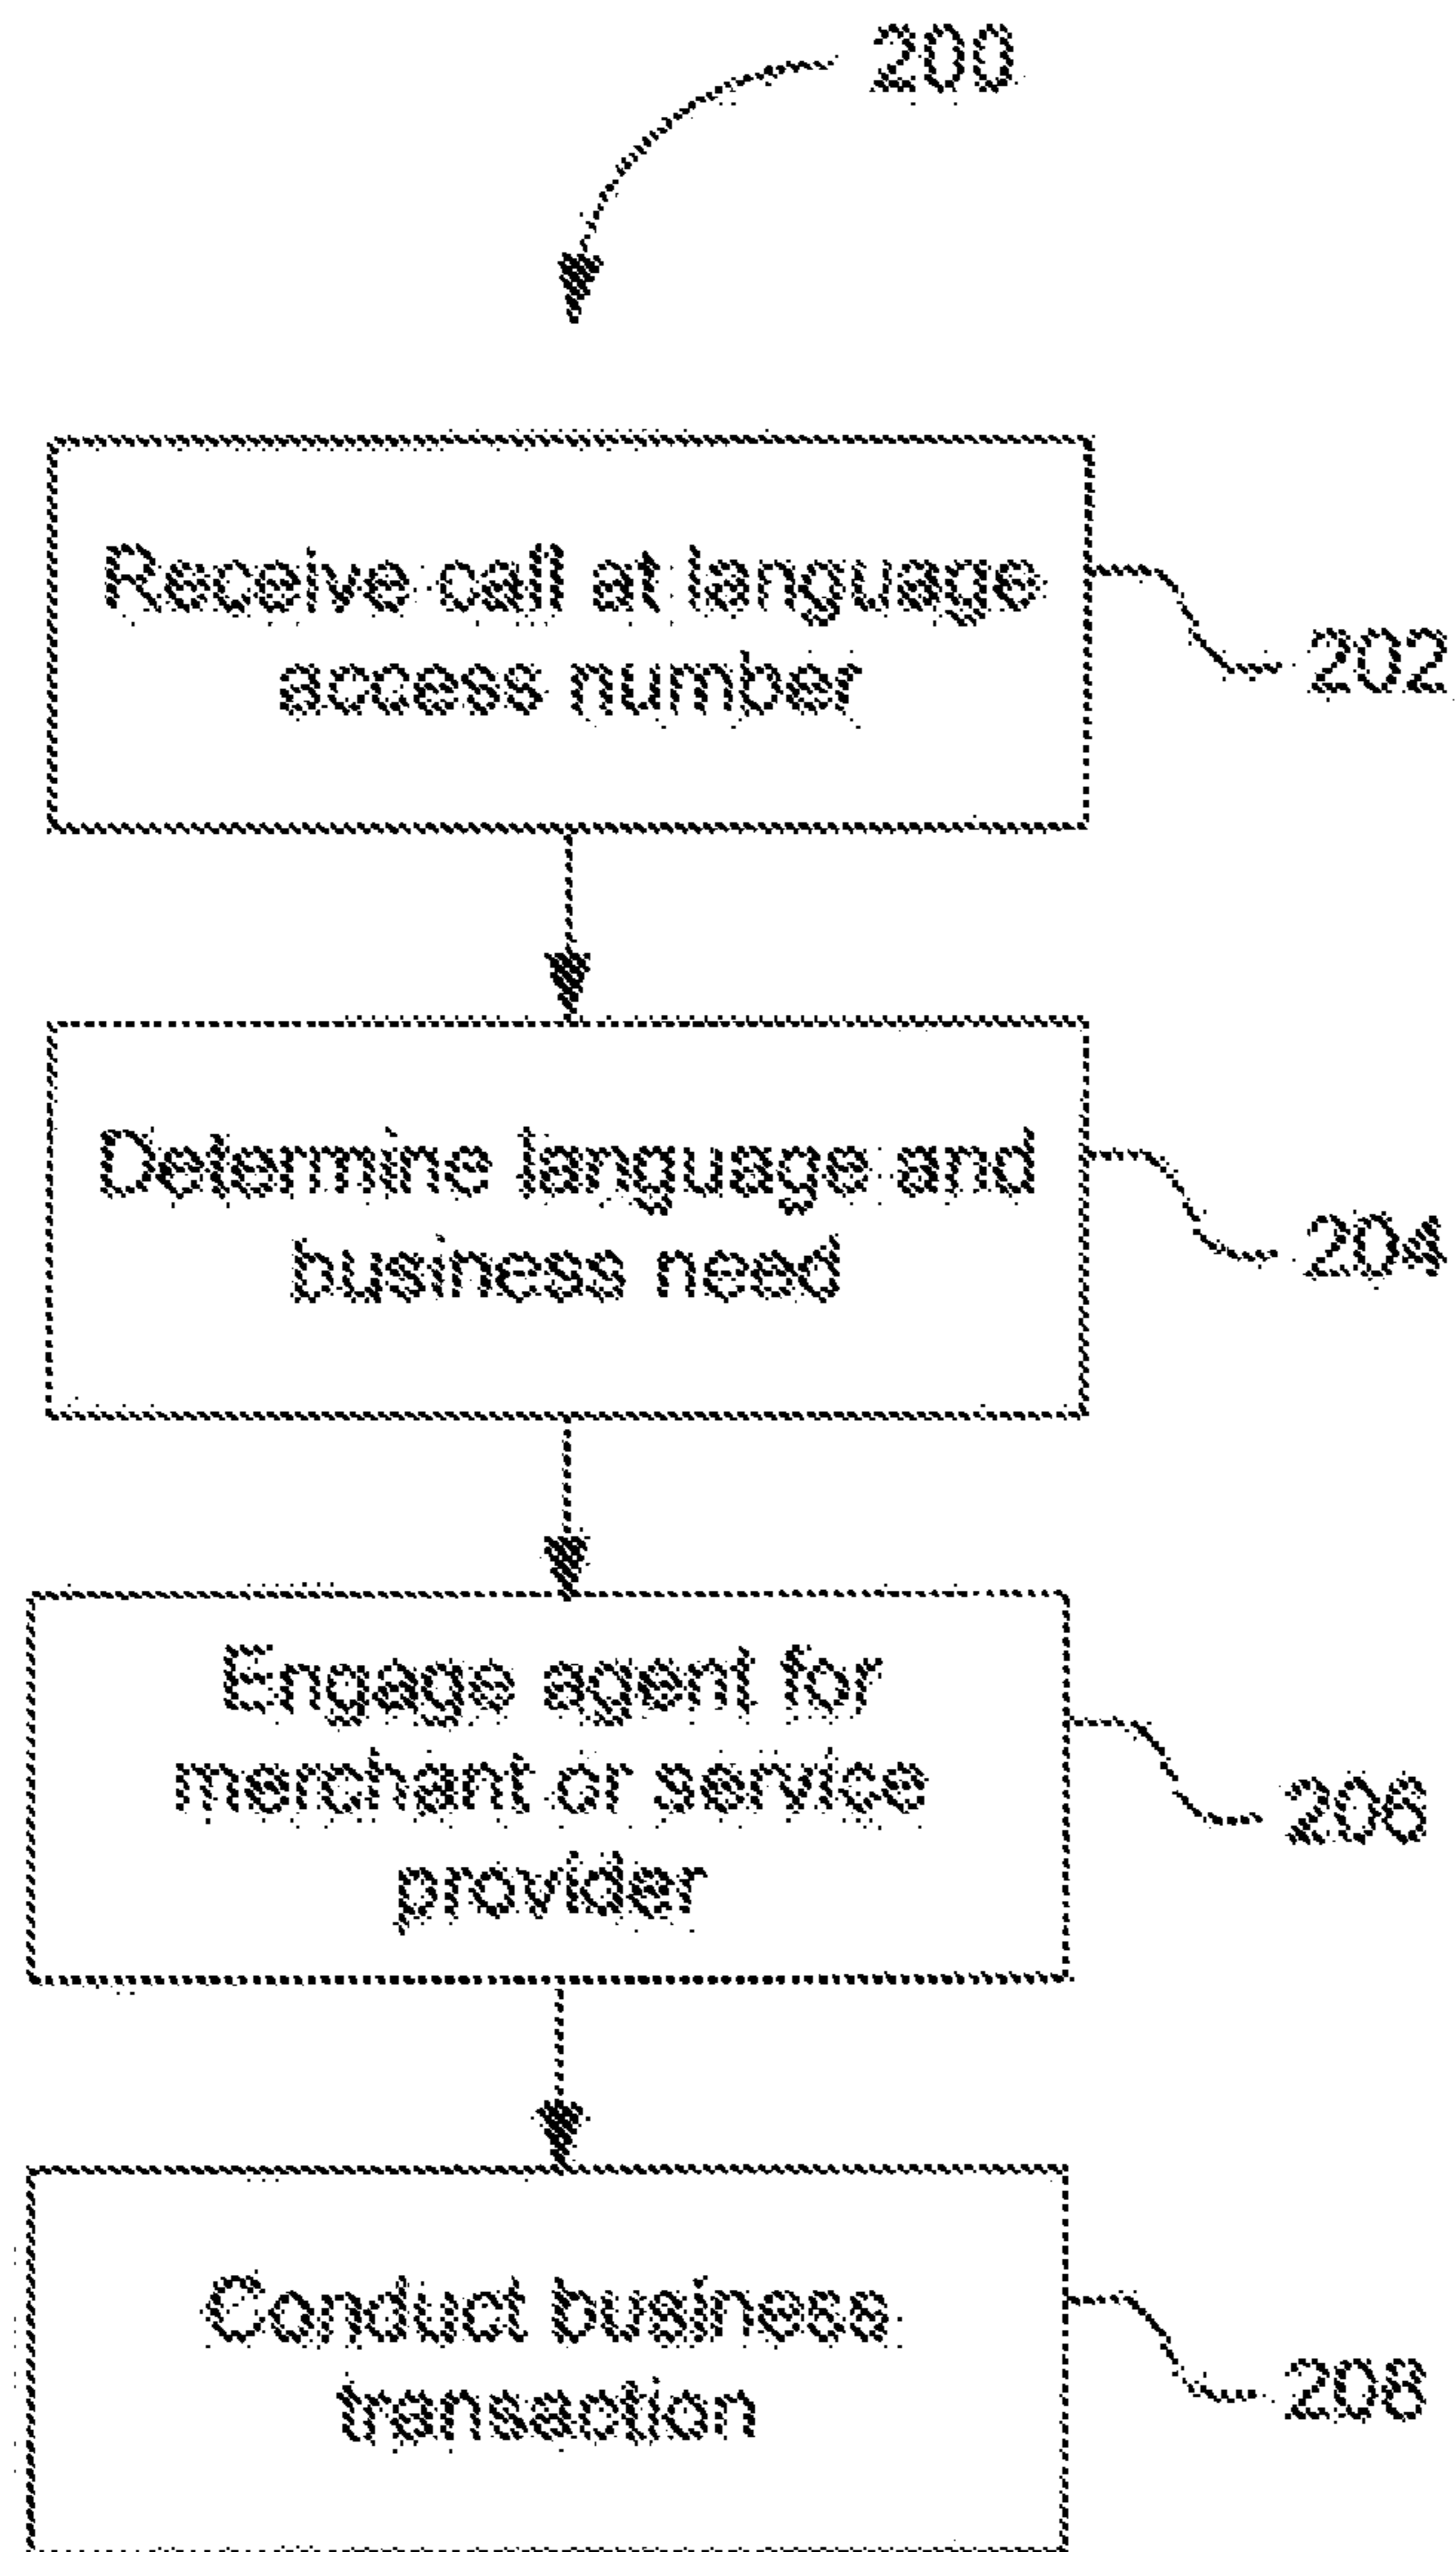 200
Receive call at language
access number
202
Determine language and
business need
204
Engage agent for
merchant or service
provider
206
Conduct business
transaction
208